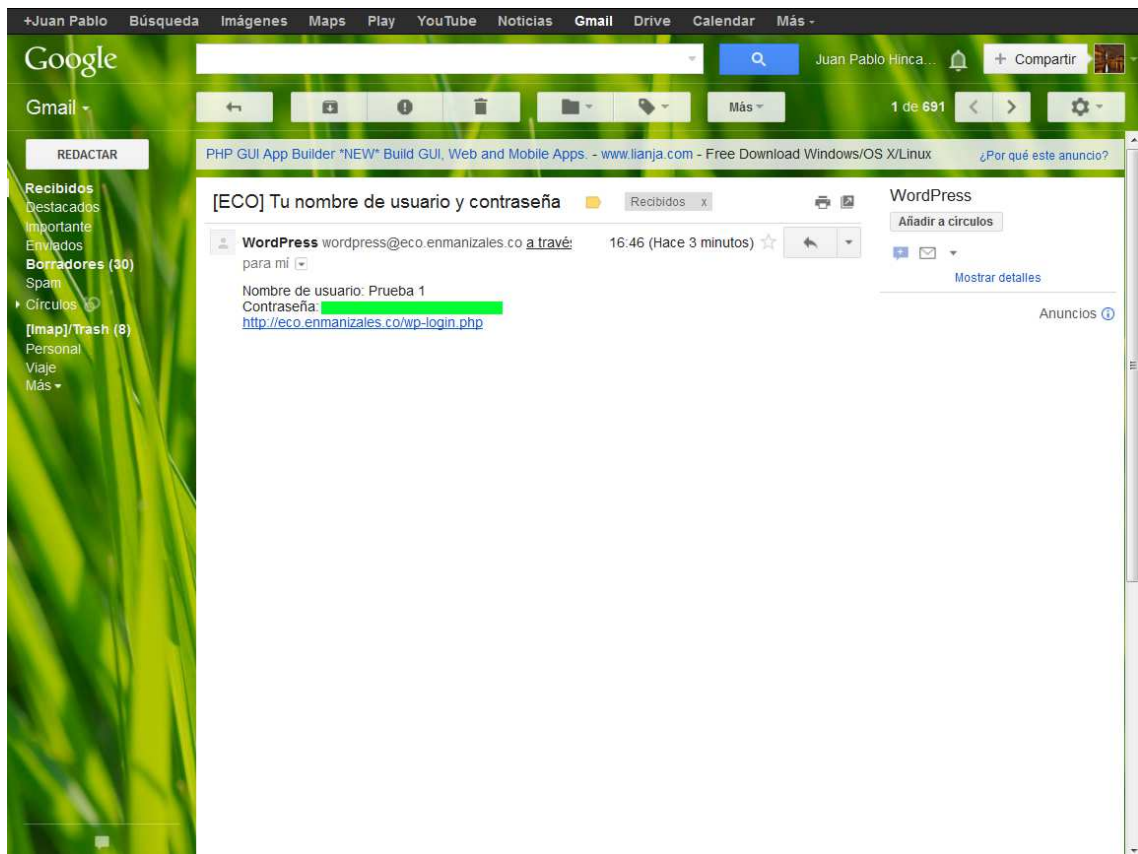 +Juan Pablo Búsqueda Imágenes Maps Play YouTube Noticias Gmail Drive Calendar Más
Google
Juan Pablo Hinca... + Compartir
Gmail
Más
1 de 691
REDACTAR
PHP GUI App Builder *NEW* Build GUI, Web and Mobile Apps. - www.lianja.com - Free Download Windows/OS X/Linux ¿Por qué este anuncio?
Recibidos
Destacados
Importante
Enviados
Borradores (30)
Spam
Círculos
[Imap]/Trash (8)
Personal
Viaje
Más
[ECO] Tu nombre de usuario y contraseña Recibidos x
WordPress wordpress@eco.enmanizales.co a travé 16:46 (Hace 3 minutos)
para mí
Nombre de usuario: Prueba 1
Contraseña:
http://eco.enmanizales.co/wp-login.php
WordPress
Añadir a círculos
Mostrar detalles
Anuncios